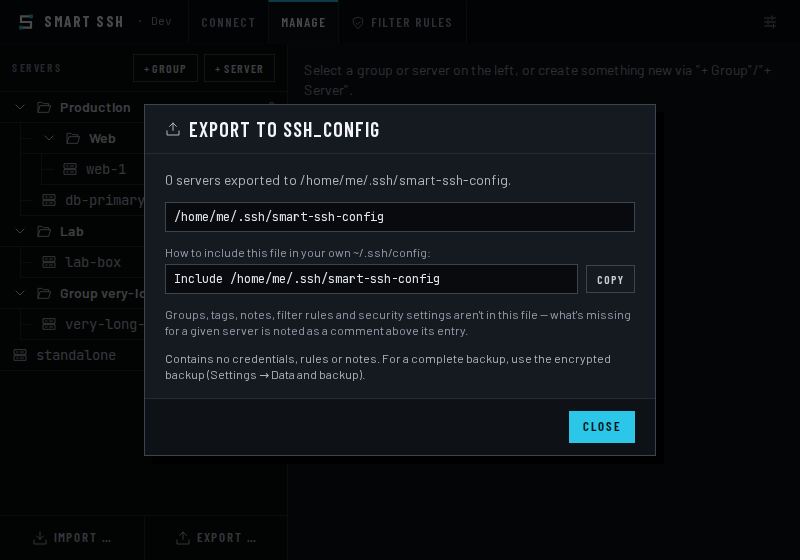 SMART SSH · Dev CONNECT MANAGE FILTER RULES
SERVERS + GROUP + SERVER
Select a group or server on the left, or create something new via "+ Group"/"+
Server".
Production
Web
web-1
db-primary
Lab
lab-box
Group very-lo
very-long-
standalone
EXPORT TO SSH_CONFIG
0 servers exported to /home/me/.ssh/smart-ssh-config.
/home/me/.ssh/smart-ssh-config
How to include this file in your own ~/.ssh/config:
Include /home/me/.ssh/smart-ssh-config COPY
Groups, tags, notes, filter rules and security settings aren't in this file — what's missing
for a given server is noted as a comment above its entry.
Contains no credentials, rules or notes. For a complete backup, use the encrypted
backup (Settings → Data and backup).
CLOSE
IMPORT … EXPORT …